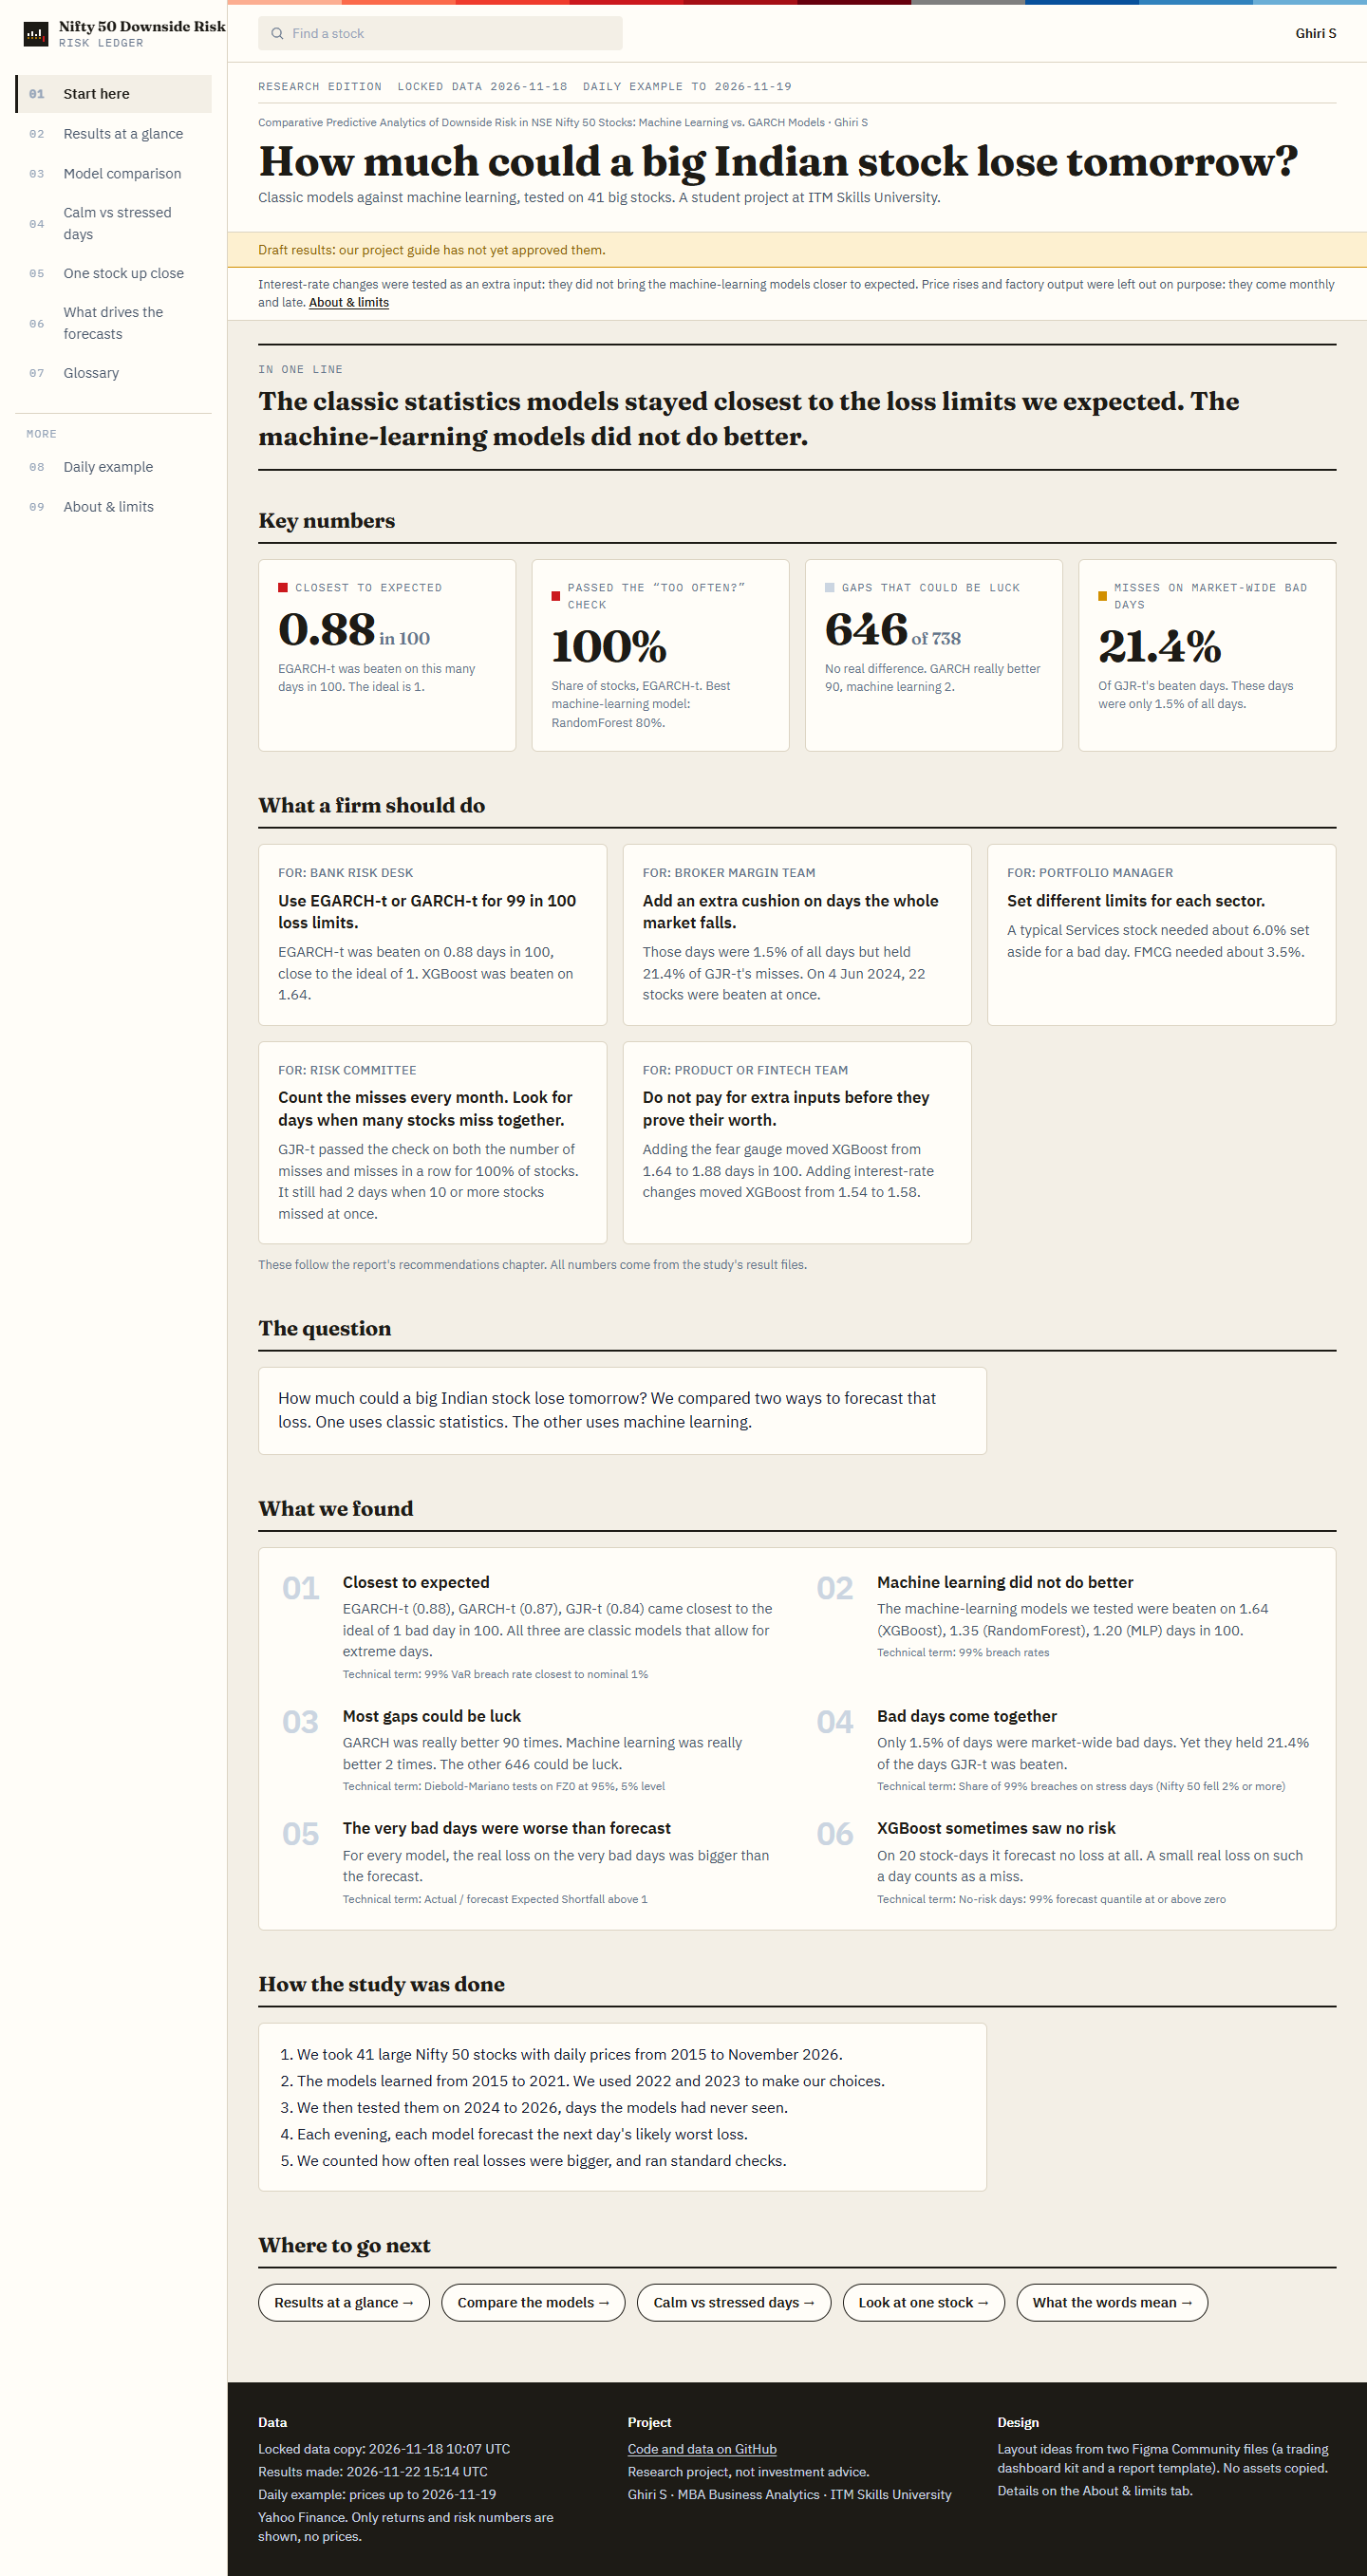 Nifty 50 Downside Risk
RISK LEDGER
01 Start here
02 Results at a glance
03 Model comparison
04 Calm vs stressed
days
05 One stock up close
06 What drives the
forecasts
07 Glossary
MORE
08 Daily example
09 About & limits
Find a stock
Ghiri S
RESEARCH EDITION LOCKED DATA 2026-11-18 DAILY EXAMPLE TO 2026-11-19
Comparative Predictive Analytics of Downside Risk in NSE Nifty 50 Stocks: Machine Learning vs. GARCH Models · Ghiri S
How much could a big Indian stock lose tomorrow?
Classic models against machine learning, tested on 41 big stocks. A student project at ITM Skills University.
Draft results: our project guide has not yet approved them.
Interest-rate changes were tested as an extra input: they did not bring the machine-learning models closer to expected. Price rises and factory output were left out on purpose: they come monthly
and late. About & limits
IN ONE LINE
The classic statistics models stayed closest to the loss limits we expected. The
machine-learning models did not do better.
Key numbers
CLOSEST TO EXPECTED
0.88 in 100
EGARCH-t was beaten on this many
days in 100. The ideal is 1.
PASSED THE “TOO OFTEN?”
CHECK
100%
Share of stocks, EGARCH-t. Best
machine-learning model:
RandomForest 80%.
GAPS THAT COULD BE LUCK
646 of 738
No real difference. GARCH really better
90, machine learning 2.
MISSES ON MARKET-WIDE BAD
DAYS
21.4%
Of GJR-t's beaten days. These days
were only 1.5% of all days.
What a firm should do
FOR: BANK RISK DESK
Use EGARCH-t or GARCH-t for 99 in 100
loss limits.
EGARCH-t was beaten on 0.88 days in 100,
close to the ideal of 1. XGBoost was beaten on
1.64.
FOR: BROKER MARGIN TEAM
Add an extra cushion on days the whole
market falls.
Those days were 1.5% of all days but held
21.4% of GJR-t's misses. On 4 Jun 2024, 22
stocks were beaten at once.
FOR: PORTFOLIO MANAGER
Set different limits for each sector.
A typical Services stock needed about 6.0% set
aside for a bad day. FMCG needed about 3.5%.
FOR: RISK COMMITTEE
Count the misses every month. Look for
days when many stocks miss together.
GJR-t passed the check on both the number of
misses and misses in a row for 100% of stocks.
It still had 2 days when 10 or more stocks
missed at once.
FOR: PRODUCT OR FINTECH TEAM
Do not pay for extra inputs before they
prove their worth.
Adding the fear gauge moved XGBoost from
1.64 to 1.88 days in 100. Adding interest-rate
changes moved XGBoost from 1.54 to 1.58.
These follow the report's recommendations chapter. All numbers come from the study's result files.
The question
How much could a big Indian stock lose tomorrow? We compared two ways to forecast that
loss. One uses classic statistics. The other uses machine learning.
What we found
01 Closest to expected
EGARCH-t (0.88), GARCH-t (0.87), GJR-t (0.84) came closest to the
ideal of 1 bad day in 100. All three are classic models that allow for
extreme days.
Technical term: 99% VaR breach rate closest to nominal 1%
02 Machine learning did not do better
The machine-learning models we tested were beaten on 1.64
(XGBoost), 1.35 (RandomForest), 1.20 (MLP) days in 100.
Technical term: 99% breach rates
03 Most gaps could be luck
GARCH was really better 90 times. Machine learning was really
better 2 times. The other 646 could be luck.
Technical term: Diebold-Mariano tests on FZ0 at 95%, 5% level
04 Bad days come together
Only 1.5% of days were market-wide bad days. Yet they held 21.4%
of the days GJR-t was beaten.
Technical term: Share of 99% breaches on stress days (Nifty 50 fell 2% or more)
05 The very bad days were worse than forecast
For every model, the real loss on the very bad days was bigger than
the forecast.
Technical term: Actual / forecast Expected Shortfall above 1
06 XGBoost sometimes saw no risk
On 20 stock-days it forecast no loss at all. A small real loss on such
a day counts as a miss.
Technical term: No-risk days: 99% forecast quantile at or above zero
How the study was done
1. We took 41 large Nifty 50 stocks with daily prices from 2015 to November 2026.
2. The models learned from 2015 to 2021. We used 2022 and 2023 to make our choices.
3. We then tested them on 2024 to 2026, days the models had never seen.
4. Each evening, each model forecast the next day's likely worst loss.
5. We counted how often real losses were bigger, and ran standard checks.
Where to go next
Results at a glance →
Compare the models →
Calm vs stressed days →
Look at one stock →
What the words mean →
Data
Locked data copy: 2026-11-18 10:07 UTC
Results made: 2026-11-22 15:14 UTC
Daily example: prices up to 2026-11-19
Yahoo Finance. Only returns and risk numbers are
shown, no prices.
Project
Code and data on GitHub
Research project, not investment advice.
Ghiri S · MBA Business Analytics · ITM Skills University
Design
Layout ideas from two Figma Community files (a trading
dashboard kit and a report template). No assets copied.
Details on the About & limits tab.